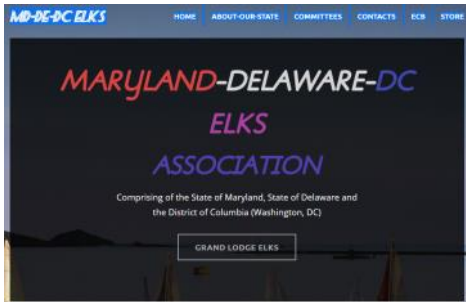 MD-DE-DC ELKS HOME ABOUT-OUR-STATE COMMITTEES CONTACTS ECB STORE
MARYLAND-DELAWARE-DC
ELKS
ASSOCIATION
Comprising of the State of Maryland, State of Delaware and
the District of Columbia (Washington, DC)
GRAND LODGE ELKS